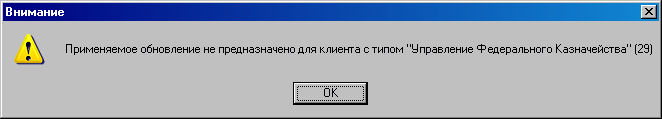 Внимание
Применяемое обновление не предназначено для клиента с типом "Управление Федерального Казначейства" (29)
OK